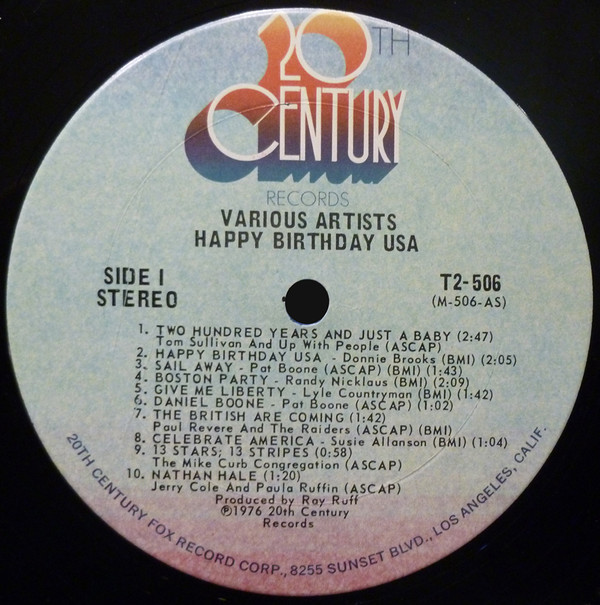 20TH
CENTURY
RECORDS
VARIOUS ARTISTS
HAPPY BIRTHDAY USA
SIDE 1
STEREO
T2-506
(M-506-AS)
1. TWO HUNDRED YEARS AND JUST A BABY (2:47)
Tom Sullivan And Up With People (ASCAP)
2. HAPPY BIRTHDAY USA - Donnie Brooks (BMI) (2:05)
3. SAIL AWAY - Pat Boone (ASCAP) (BMI) (1:43)
4. BOSTON PARTY - Randy Nicklaus (BMI) (2:09)
5. GIVE ME LIBERTY - Lyle Countryman (BMI) (1:42)
6. DANIEL BOONE - Pat Boone (ASCAP) (1:02)
7. THE BRITISH ARE COMING (1:42)
Paul Revere And The Raiders (ASCAP) (BMI)
8. CELEBRATE AMERICA - Susie Allanson (BMI) (1:04)
9. 13 STARS; 13 STRIPES (0:58)
The Mike Curb Congregation (ASCAP)
10. NATHAN HALE (1:20)
Jerry Cole And Paula Ruffin (ASCAP)
Produced by Ray Ruff
℗1976 20th Century
Records
20TH CENTURY FOX RECORD CORP., 8255 SUNSET BLVD., LOS ANGELES, CALIF.